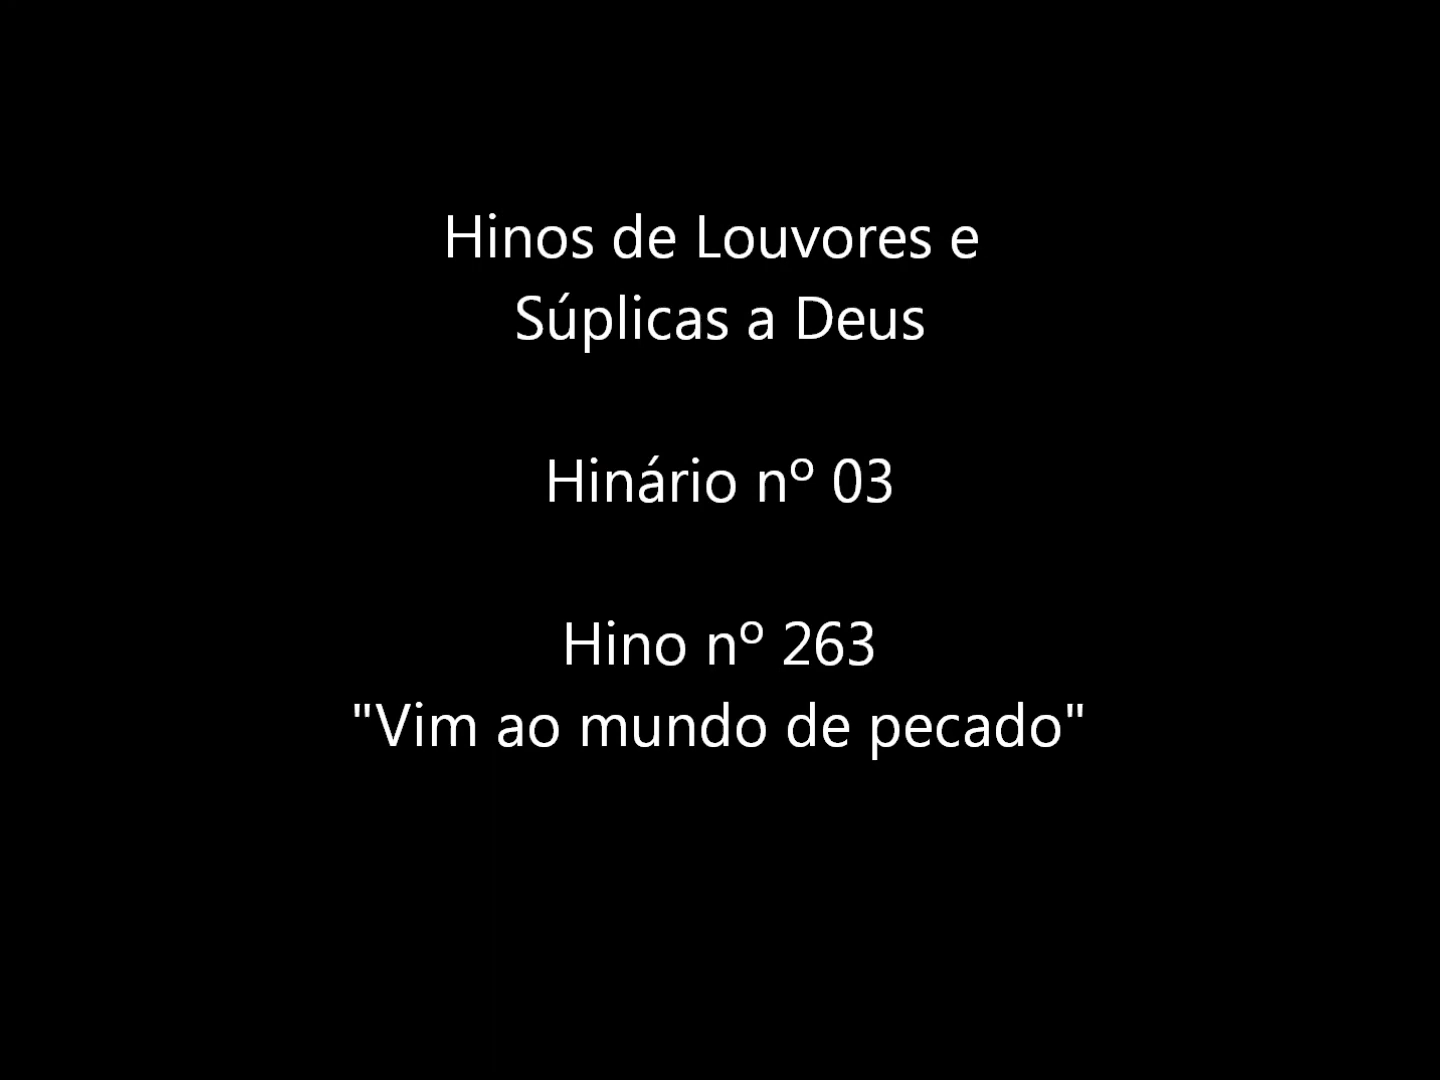 Hinos de Louvores e
Súplicas a Deus
Hinário nº 03
Hino nº 263
"Vim ao mundo de pecado"